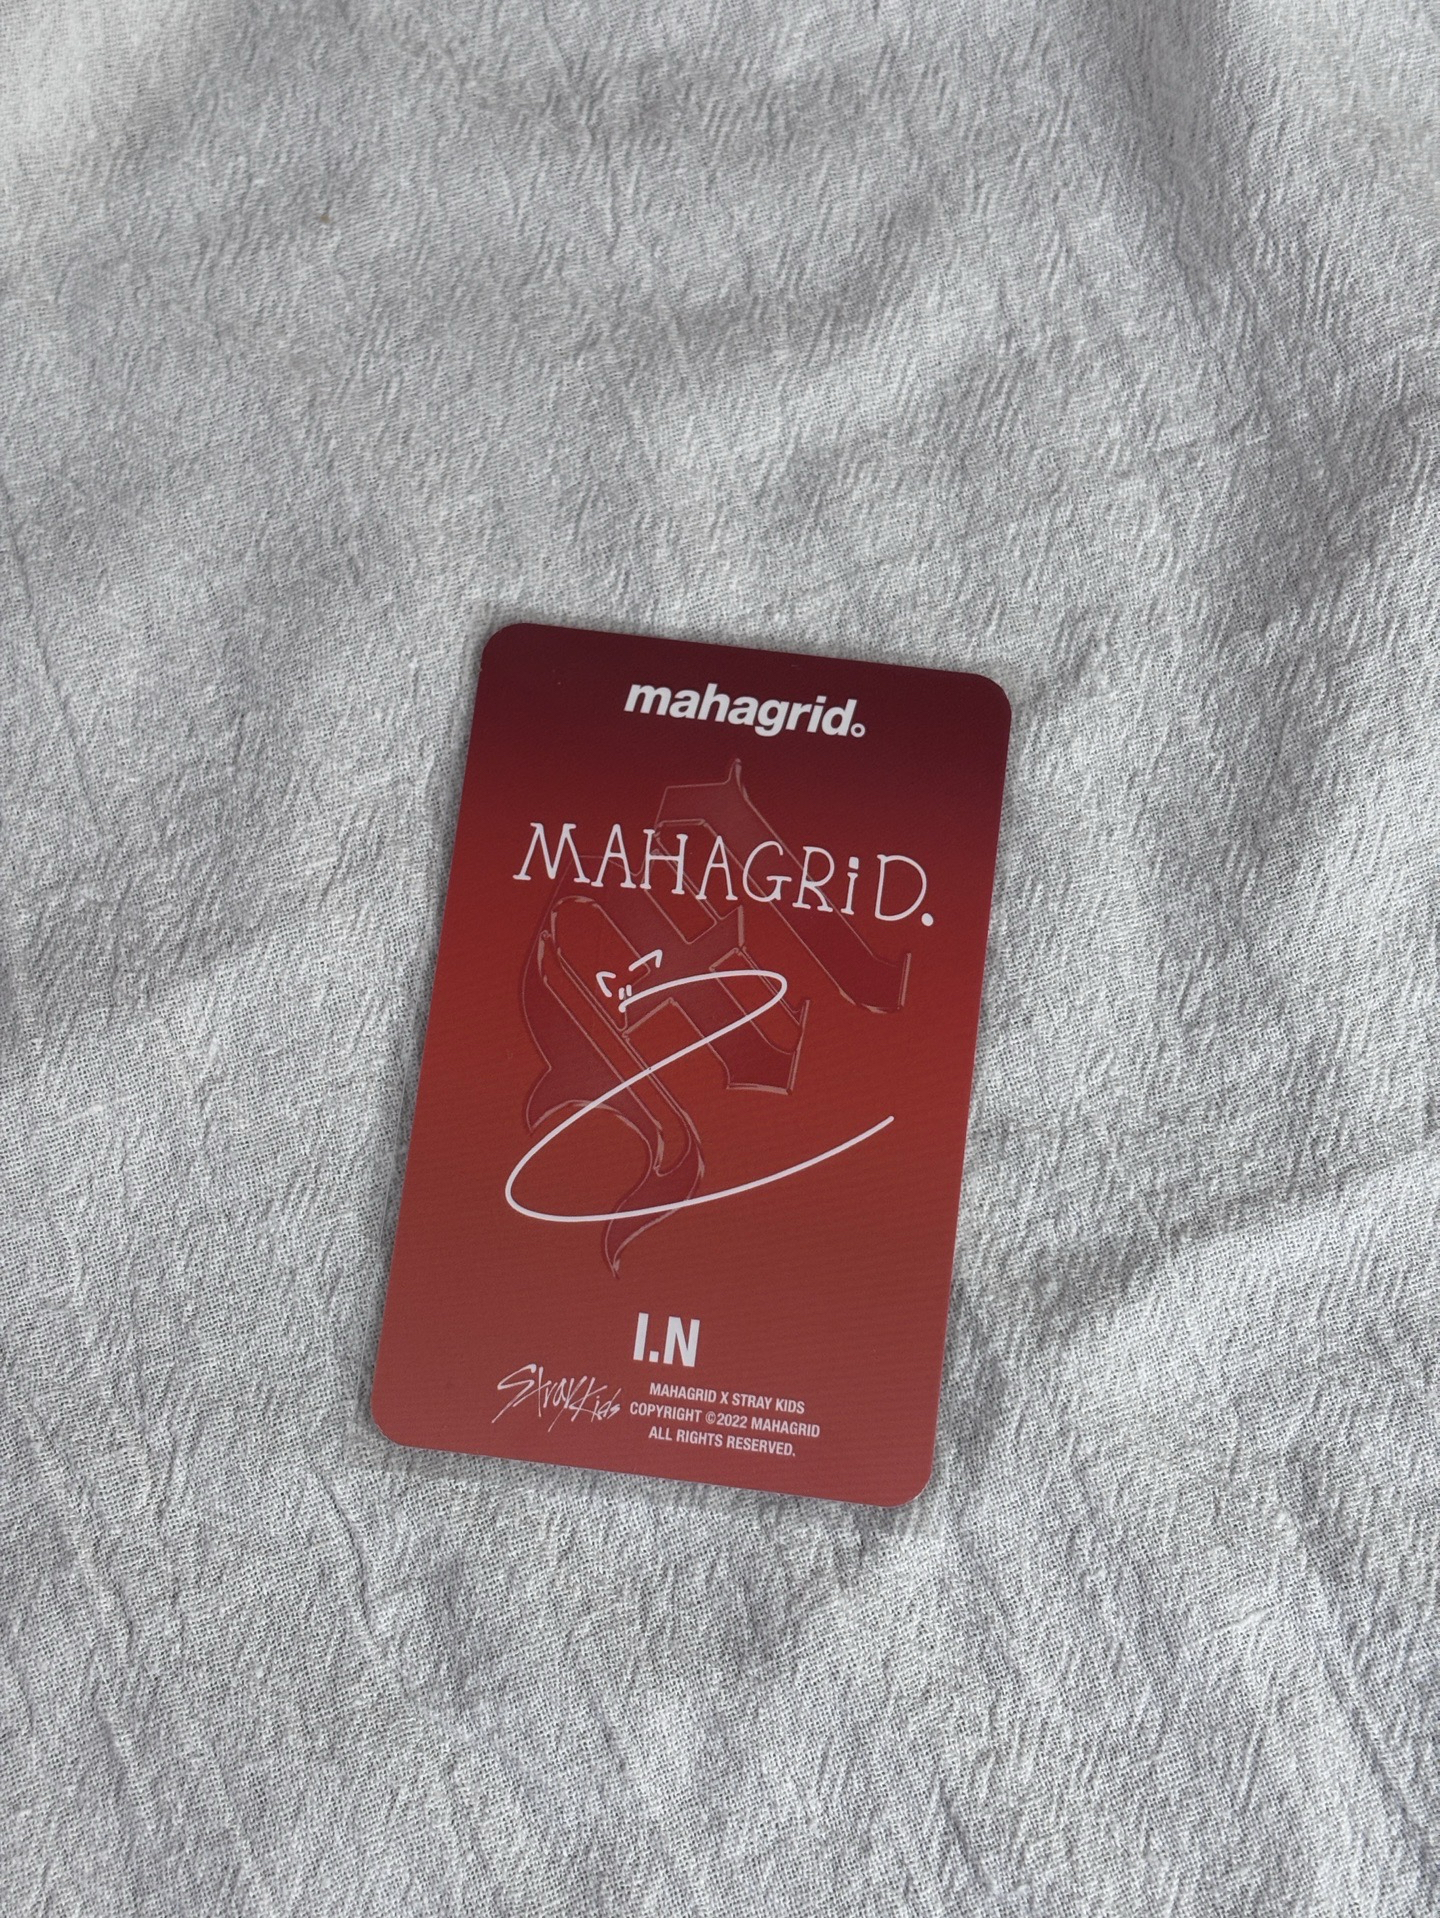 mahagrid.
MAHAGRiD.
I.N
Stray Kids
MAHAGRID X STRAY KIDS
COPYRIGHT ©2022 MAHAGRID
ALL RIGHTS RESERVED.